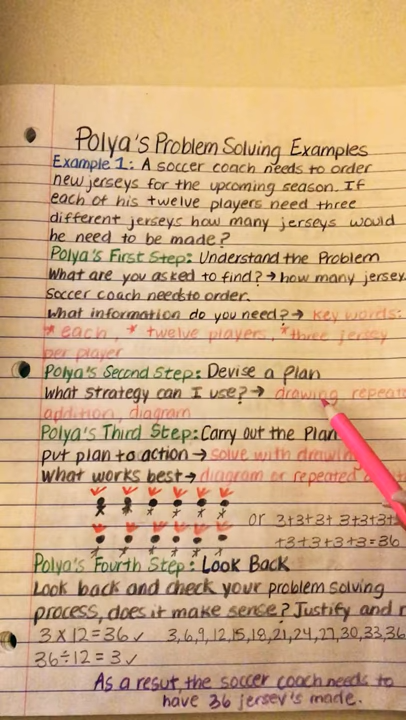 Polya's Problem Solving Examples
Example 1: A soccer coach needs to order
new jerseys for the upcoming season. If
each of his twelve players need three
different jerseys how many jerseys would
he need to be made?
Polya's First Step: Understand the Problem
What are you asked to find? → how many jersey
Soccer coach needs to order.
What information do you need? → key words:
* each, * twelve players, * three jersey
per player
Polya's Second Step: Devise a Plan
What strategy can I use? → drawing repeate
addition, diagram
Polya's Third Step: Carry out the Plan
put plan to action → solve with drawin
What works best → diagram or repeated
or 3+3+3+3+3+3+
+3+3+3+3=36
Polya's Fourth Step: Look Back
Look back and check your problem solving
process, does it make sense? Justify and r
3 x 12 = 36 ✓ 3,6,9,12,15,18,21,24,27,30,33,36
36 ÷ 12 = 3 ✓
As a resut, the soccer coach needs to
have 36 jersey's made.